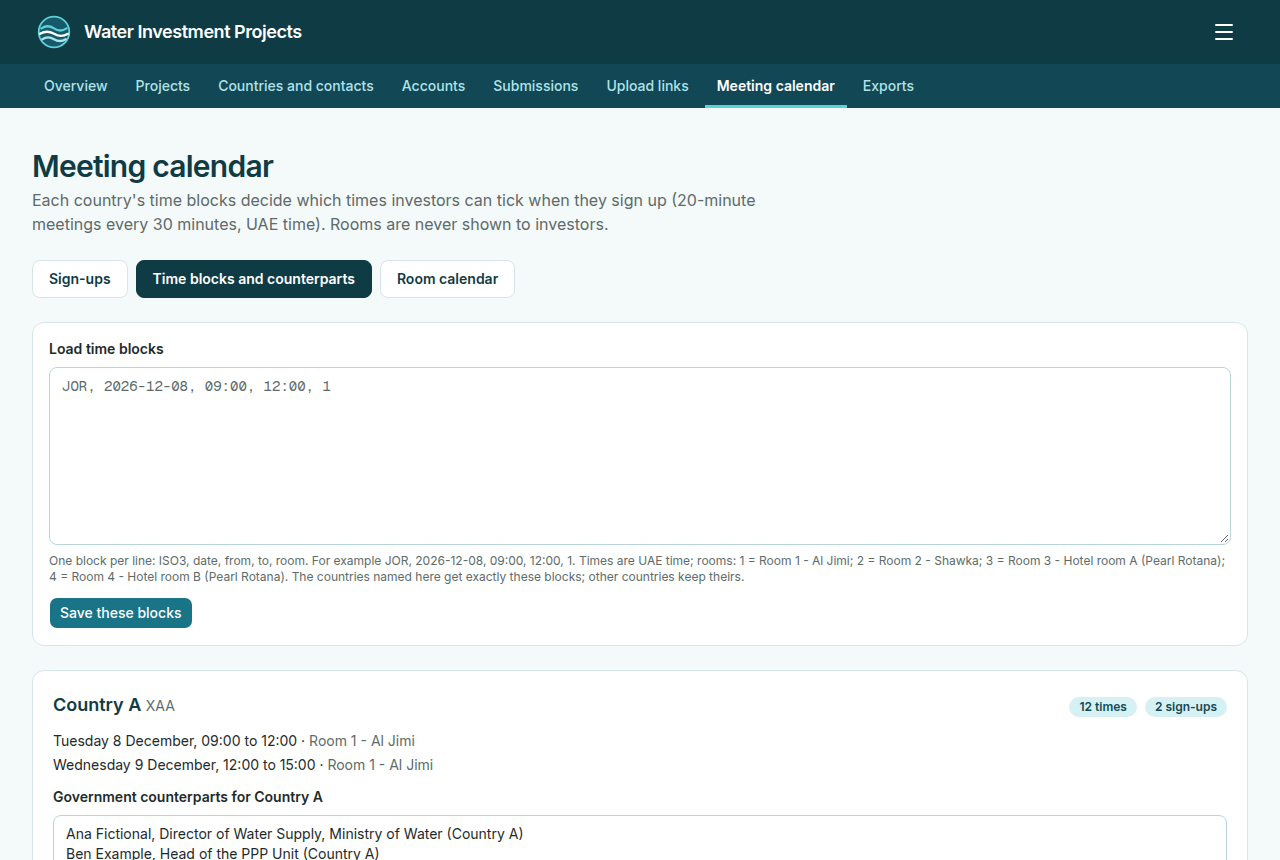 Water Investment Projects
Overview Projects Countries and contacts Accounts Submissions Upload links Meeting calendar Exports
Meeting calendar
Each country's time blocks decide which times investors can tick when they sign up (20-minute
meetings every 30 minutes, UAE time). Rooms are never shown to investors.
Sign-ups Time blocks and counterparts Room calendar
Load time blocks
JOR, 2026-12-08, 09:00, 12:00, 1
One block per line: ISO3, date, from, to, room. For example JOR, 2026-12-08, 09:00, 12:00, 1. Times are UAE time; rooms: 1 = Room 1 - Al Jimi; 2 = Room 2 - Shawka; 3 = Room 3 - Hotel room A (Pearl Rotana);
4 = Room 4 - Hotel room B (Pearl Rotana). The countries named here get exactly these blocks; other countries keep theirs.
Save these blocks
Country A XAA 12 times 2 sign-ups
Tuesday 8 December, 09:00 to 12:00 · Room 1 - Al Jimi
Wednesday 9 December, 12:00 to 15:00 · Room 1 - Al Jimi
Government counterparts for Country A
Ana Fictional, Director of Water Supply, Ministry of Water (Country A)
Ben Example, Head of the PPP Unit (Country A)